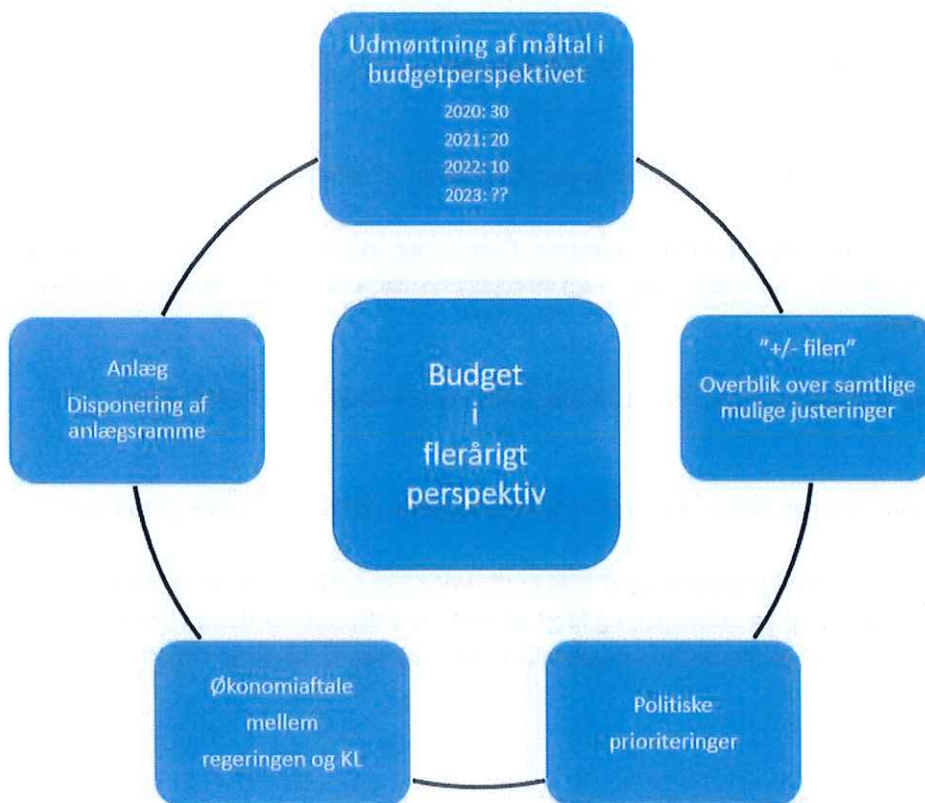 Udmøntning af måltal i
budgetperspektivet
2020: 30
2021: 20
2022: 10
2023: ??
"+/- filen"
Overblik over samtlige
mulige justeringer
Politiske
prioriteringer
Økonomiaftale
mellem
regeringen og KL
Anlæg
Disponering af
anlægsramme
Budget
i
flerårigt
perspektiv